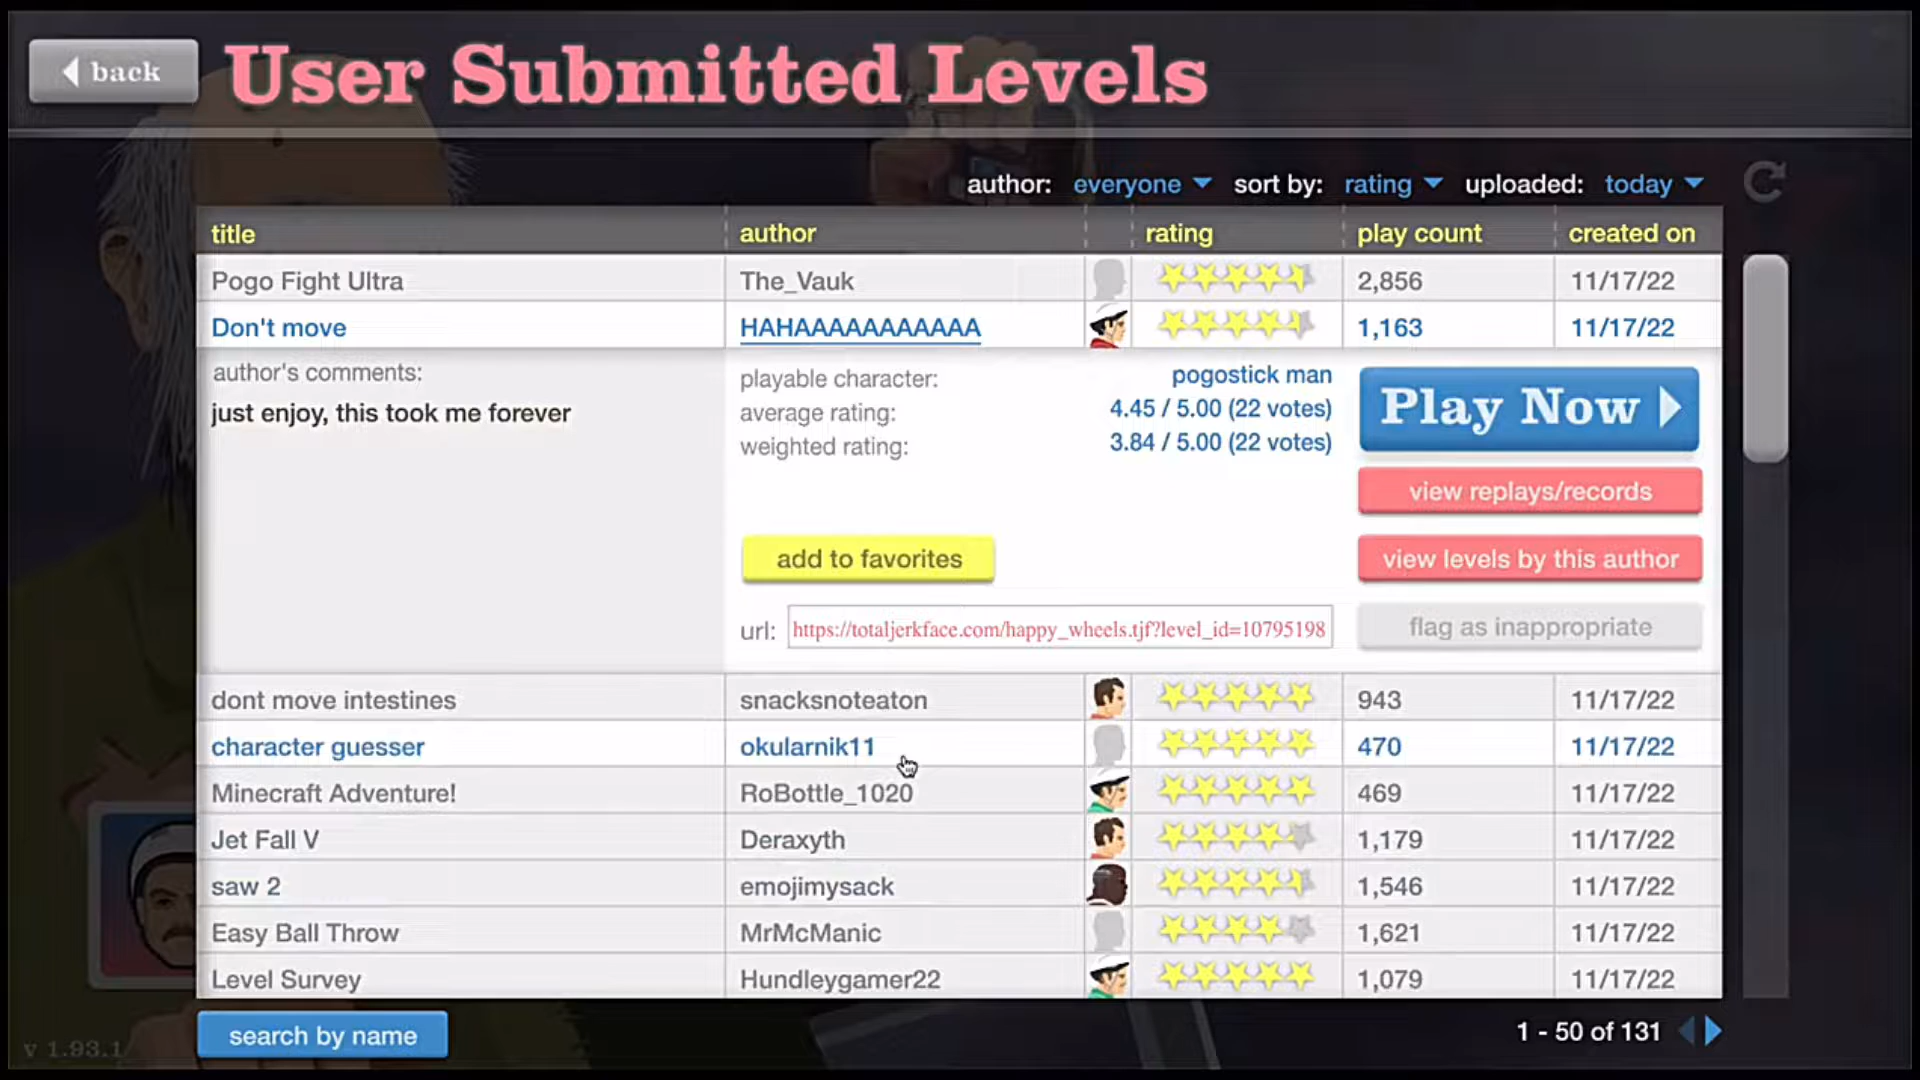 back
User Submitted Levels
author: everyone sort by: rating uploaded: today
title author rating play count created on
Pogo Fight Ultra The_Vauk 2,856 11/17/22
Don't move HAHAAAAAAAAAAA 1,163 11/17/22
author's comments:
just enjoy, this took me forever
playable character: pogostick man
average rating: 4.45 / 5.00 (22 votes)
weighted rating: 3.84 / 5.00 (22 votes)
Play Now
view replays/records
add to favorites
view levels by this author
url: https://totaljerkface.com/happy_wheels.tjf?level_id=10795198
flag as inappropriate
dont move intestines snacksnoteaton 943 11/17/22
character guesser okularnik11 470 11/17/22
Minecraft Adventure! RoBottle_1020 469 11/17/22
Jet Fall V Deraxyth 1,179 11/17/22
saw 2 emojimysack 1,546 11/17/22
Easy Ball Throw MrMcManic 1,621 11/17/22
Level Survey Hundleygamer22 1,079 11/17/22
search by name
1 - 50 of 131
v 1.93.1